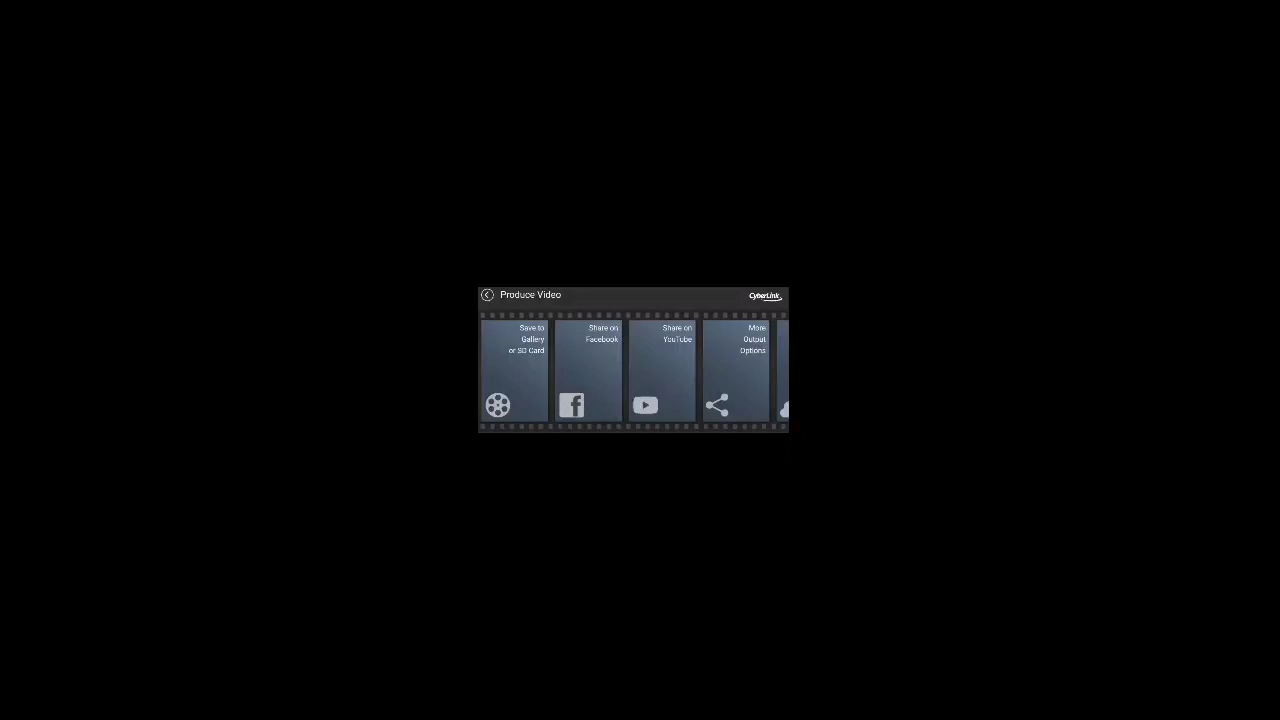 Produce Video
CyberLink
Save to
Gallery
or SD Card
Share on
Facebook
Share on
YouTube
More
Output
Options